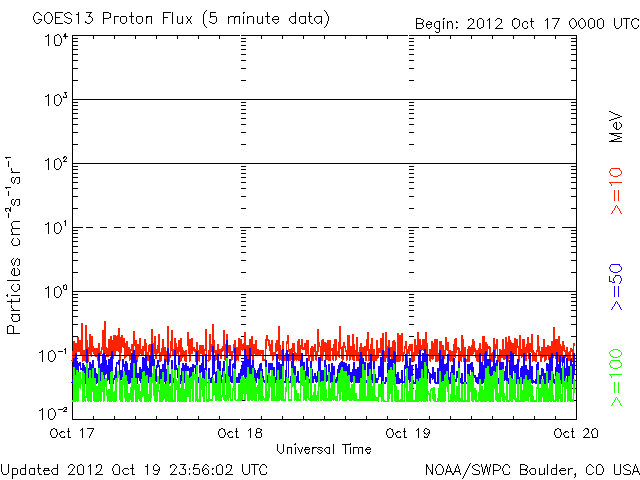 GOES13 Proton Flux (5 minute data)
Begin: 2012 Oct 17 0000 UTC
10⁴
10³
10²
10¹
10⁰
10⁻¹
10⁻²
Particles cm⁻²s⁻¹sr⁻¹
MeV
>=10
>=50
>=100
Oct 17
Oct 18
Oct 19
Oct 20
Universal Time
Updated 2012 Oct 19 23:56:02 UTC
NOAA/SWPC Boulder, CO USA